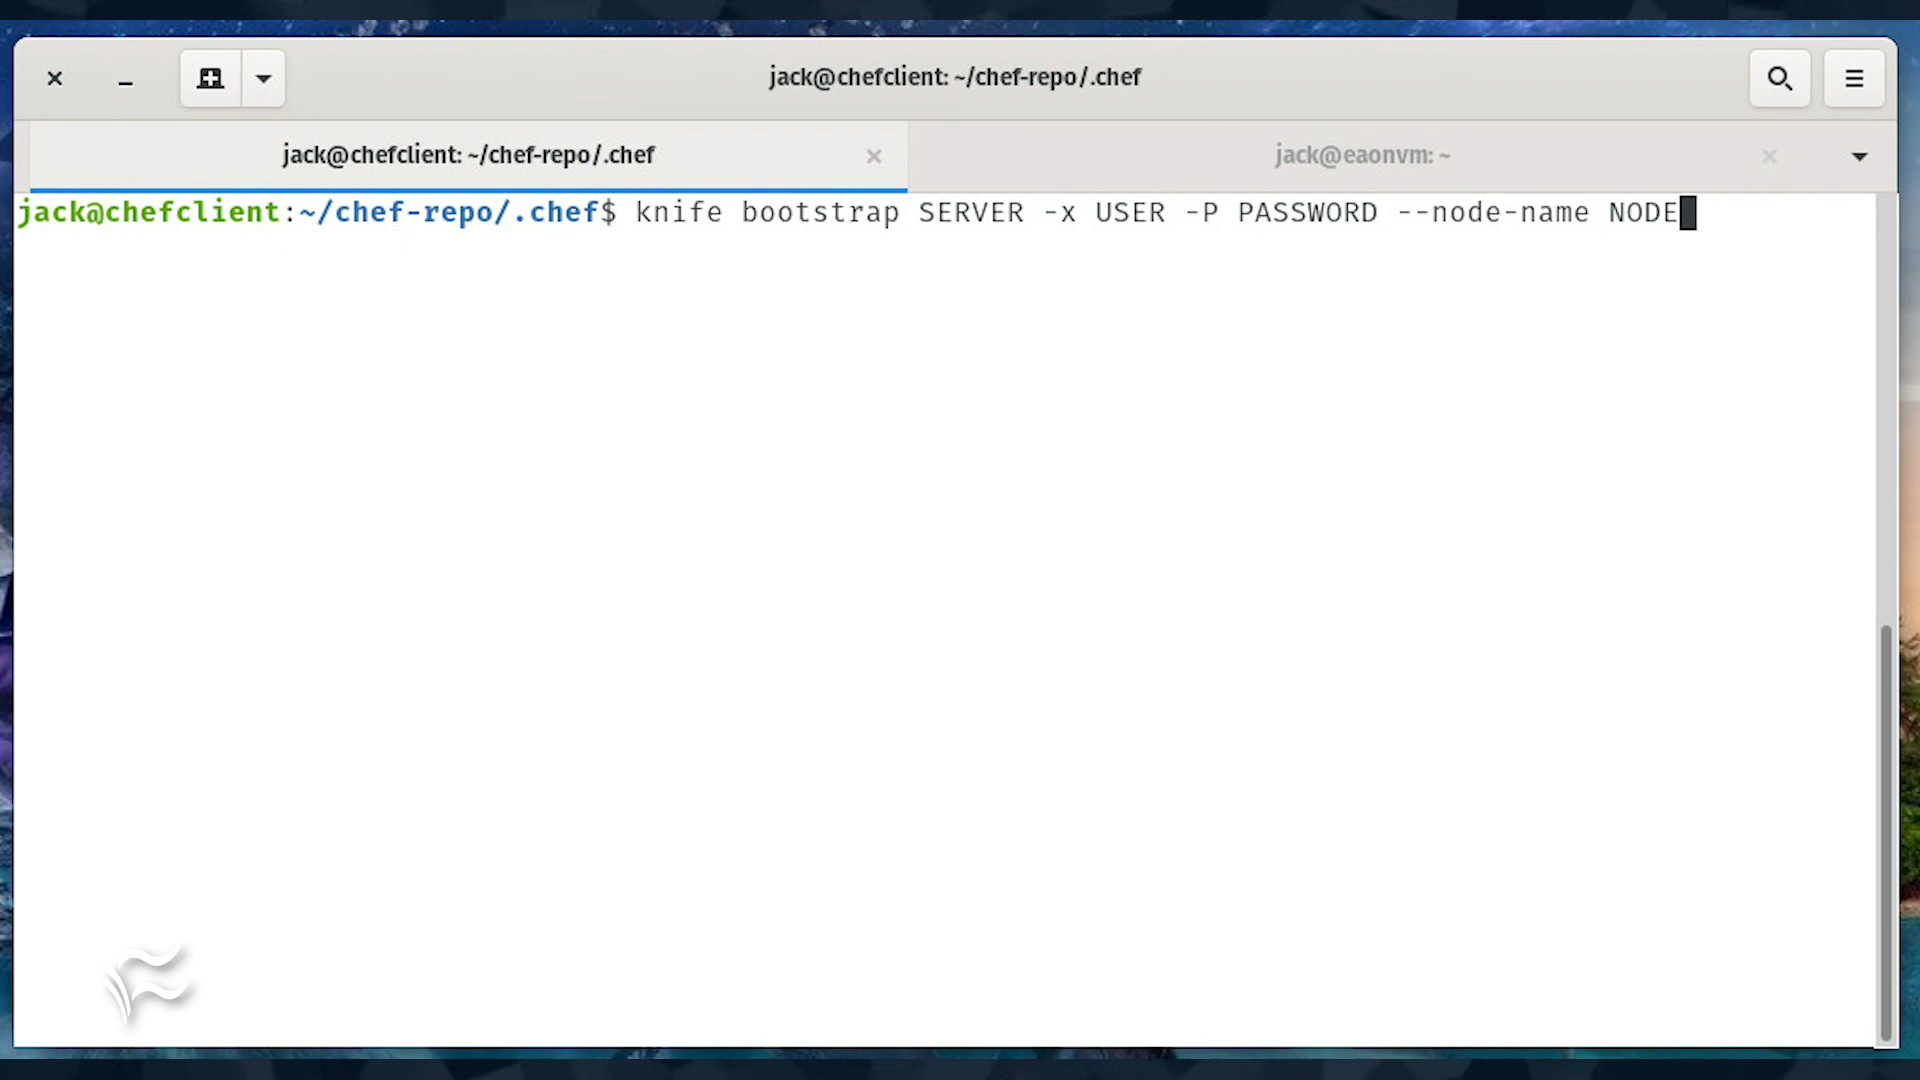 jack@chefclient: ~/chef-repo/.chef
jack@chefclient: ~/chef-repo/.chef
jack@eaonvm: ~
jack@chefclient:~/chef-repo/.chef$ knife bootstrap SERVER -x USER -P PASSWORD --node-name NODE